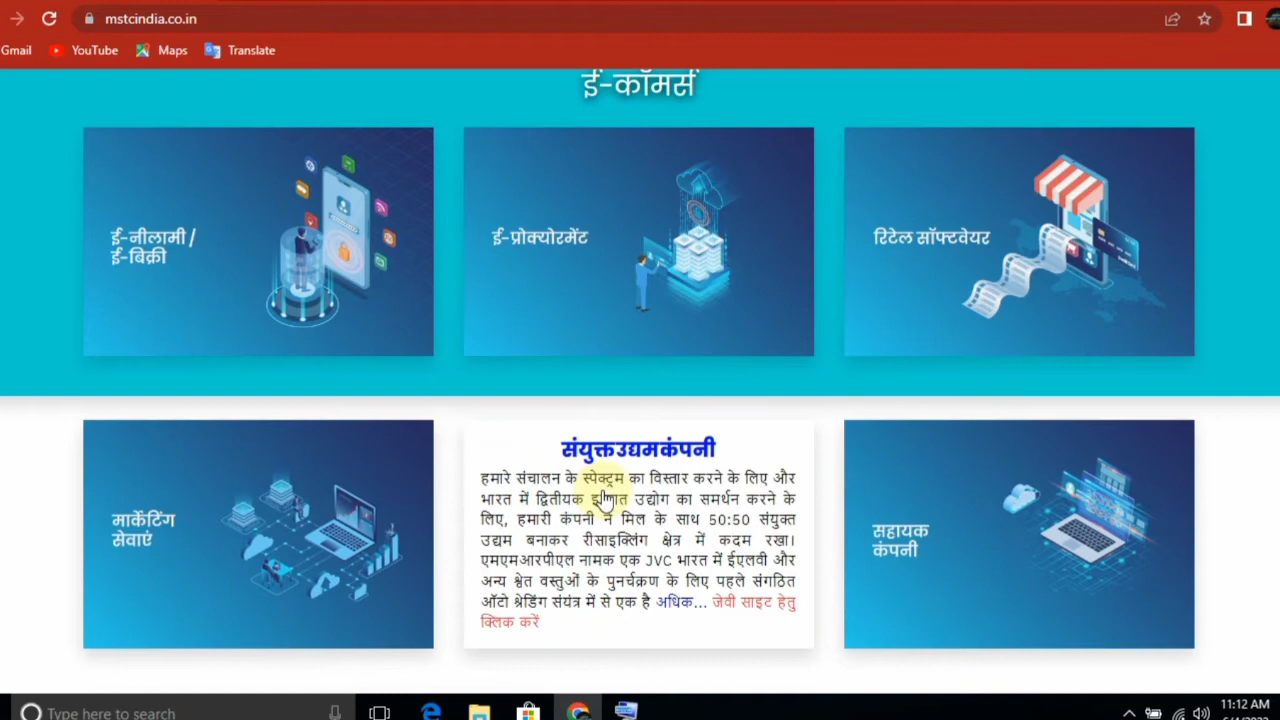 mstcindia.co.in
Gmail YouTube Maps Translate
ई-कॉमर्स
ई-नीलामी /
ई-बिक्री
ई-प्रोक्योरमेंट
रिटेल सॉफ्टवेयर
मार्केटिंग
सेवाएं
संयुक्तउद्यमकंपनी
हमारे संचालन के स्पेक्ट्रम का विस्तार करने के लिए और
भारत में द्वितीयक उद्योग का समर्थन करने के
लिए, हमारी कंपनी ने मिल के साथ 50:50 संयुक्त
उद्यम बनाकर रीसाइक्लिंग क्षेत्र में कदम रखा।
एमएमआरपीएल नामक एक JVC भारत में ईएलवी और
अन्य श्वेत वस्तुओं के पुनर्चक्रण के लिए पहले संगठित
ऑटो श्रेडिंग संयंत्र में से एक है अधिक... जेवी साइट हेतु
क्लिक करें
सहायक
कंपनी
Type here to search
11:12 AM